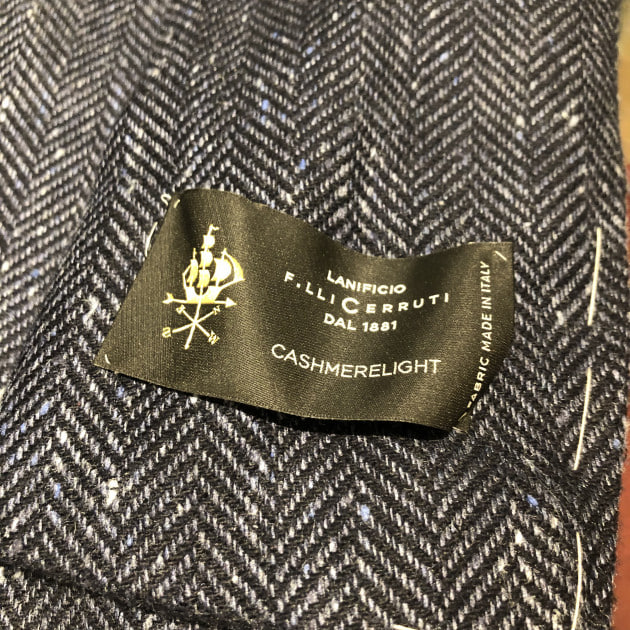 LANIFICIO
F.LLI CERRUTI
DAL 1881
CASHMERELIGHT
FABRIC MADE IN ITALY
S
W